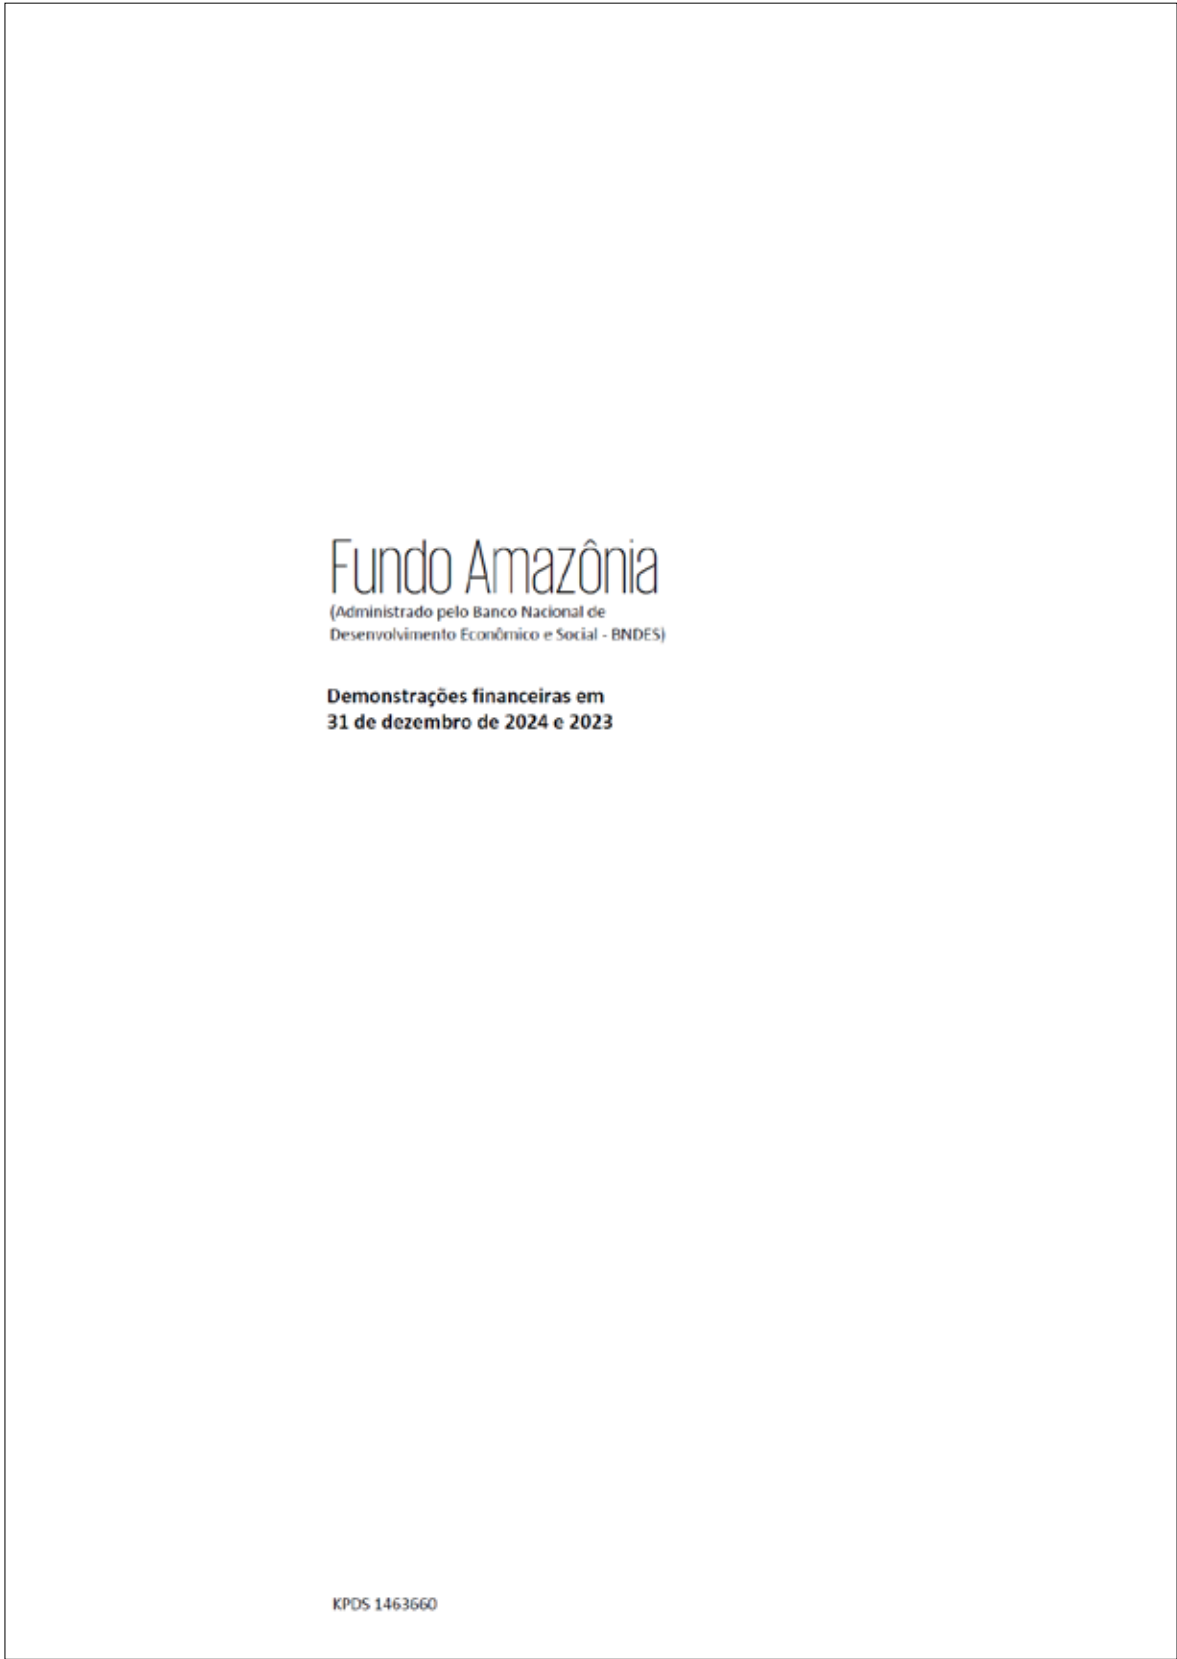 Fundo Amazônia
(Administrado pelo Banco Nacional de
Desenvolvimento Econômico e Social - BNDES)
Demonstrações financeiras em
31 de dezembro de 2024 e 2023
KPDS 1463660